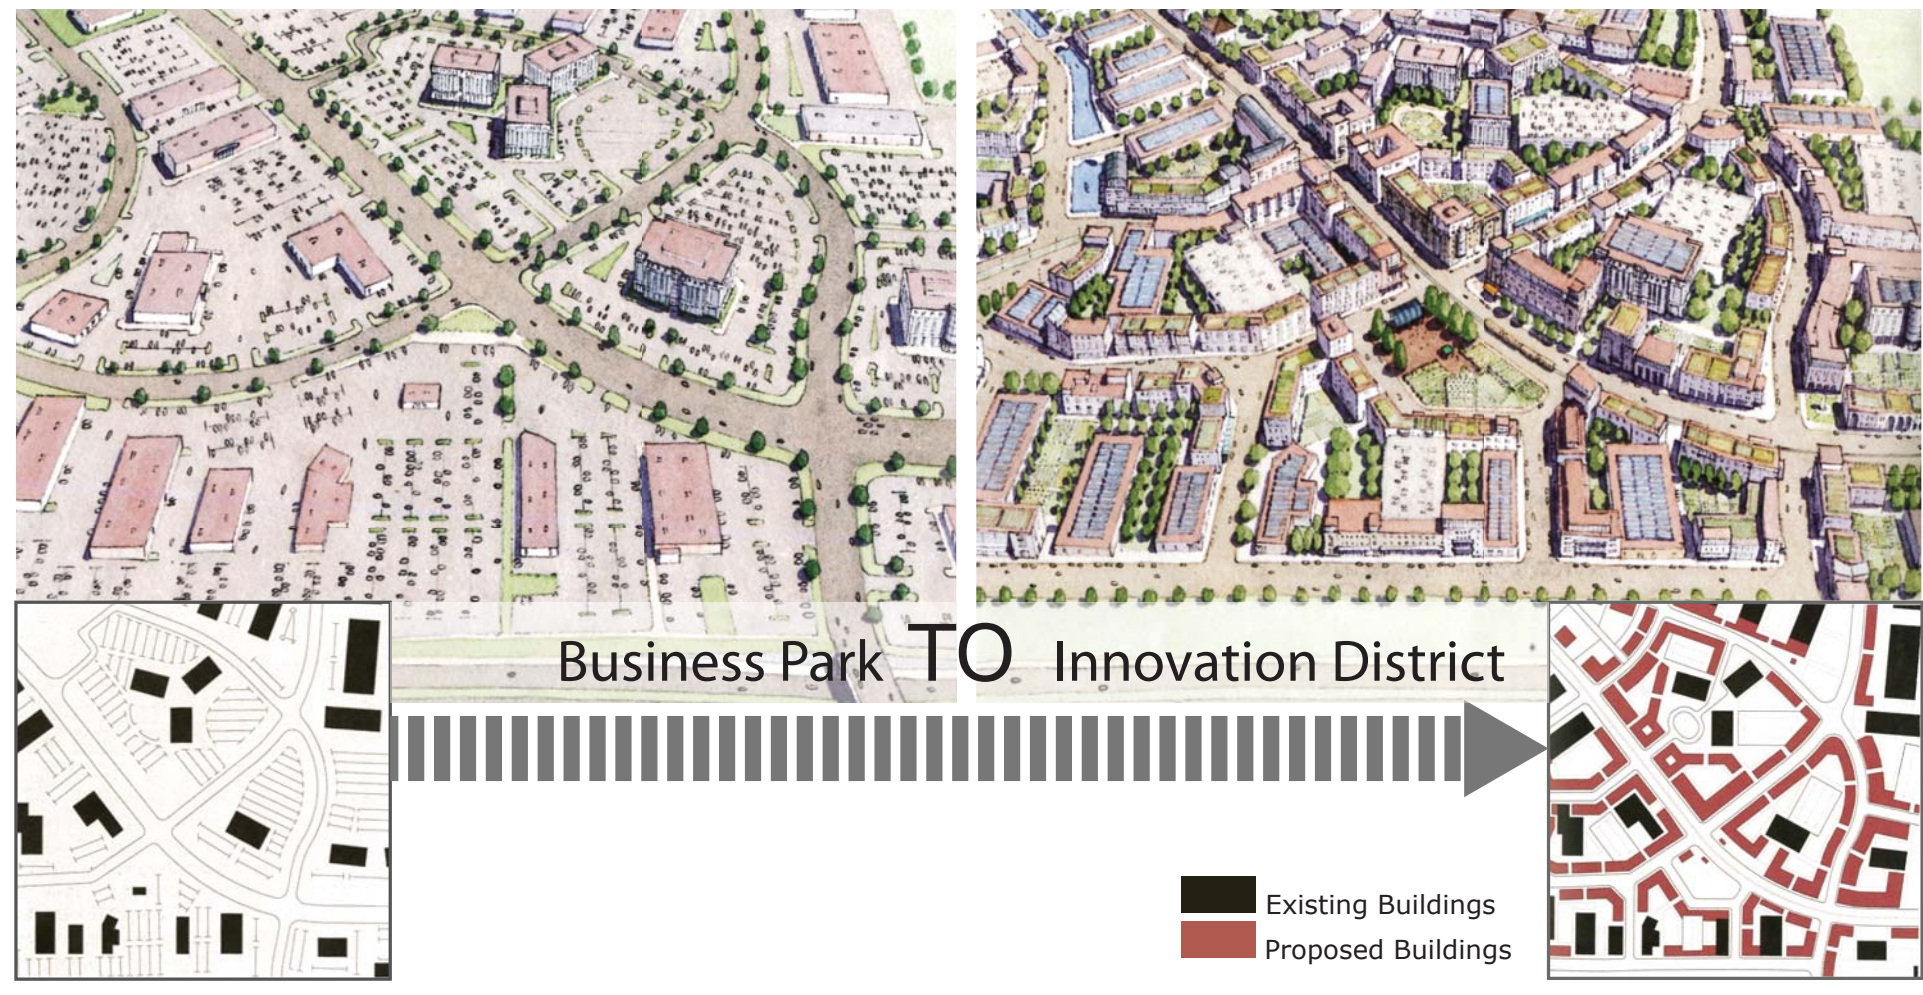 Business Park TO Innovation District
Existing Buildings
Proposed Buildings